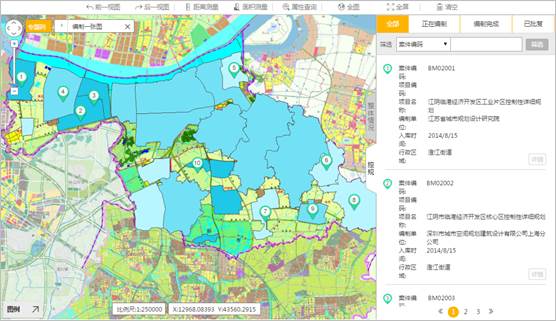 前一视图 后一视图 距离测量 面积测量 属性查询 全图 全屏 清空
专题图 编制一张图
全部 正在编制 编制完成 已批复
筛选 案件编码 筛选
1
案件编码: BM02001
项目名称: 江阴临港经济开发区工业片区控制性详细规划
编制单位: 江苏省城市规划设计研究院
入库时间: 2014/8/15
行政区域: 澄江街道
详细
2
案件编码: BM02002
项目名称: 江阴市临港经济开发区核心区控制性详细规划
编制单位: 深圳市城市空间规划建筑设计有限公司上海分公司
入库时间: 2014/8/15
行政区域: 澄江街道
详细
案件编 BM02003
1 2 3
整体情况
控规
1
4
3
2
5
10
6
7
9
8
图例
比例尺:1:250000 X:12968.08393 Y:43560.2915